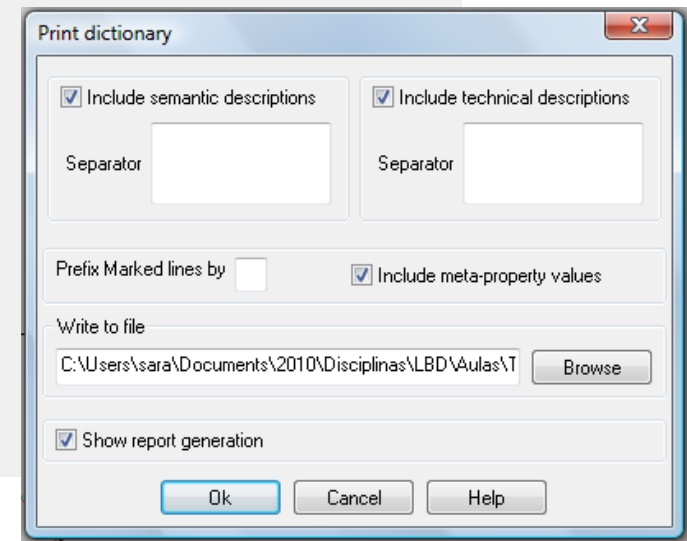 Print dictionary
Include semantic descriptions
Separator
Include technical descriptions
Separator
Prefix Marked lines by
Include meta-property values
Write to file
C:\Users\sara\Documents\2010\Disciplinas\LBD\Aulas\T
Browse
Show report generation
Ok
Cancel
Help